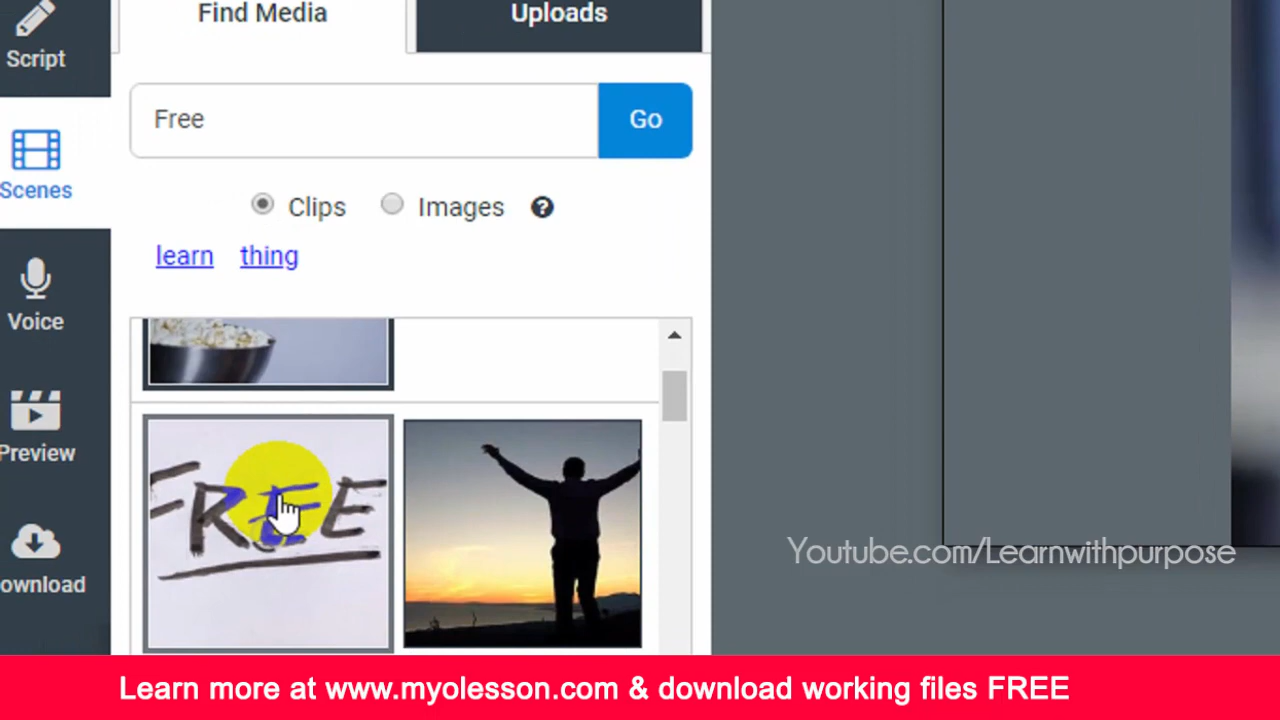 Find Media
Uploads
Script
Free
Go
Scenes
Clips
Images
learn
thing
Voice
Preview
FREE
ownload
Youtube.com/Learnwithpurpose
Learn more at www.myolesson.com & download working files FREE